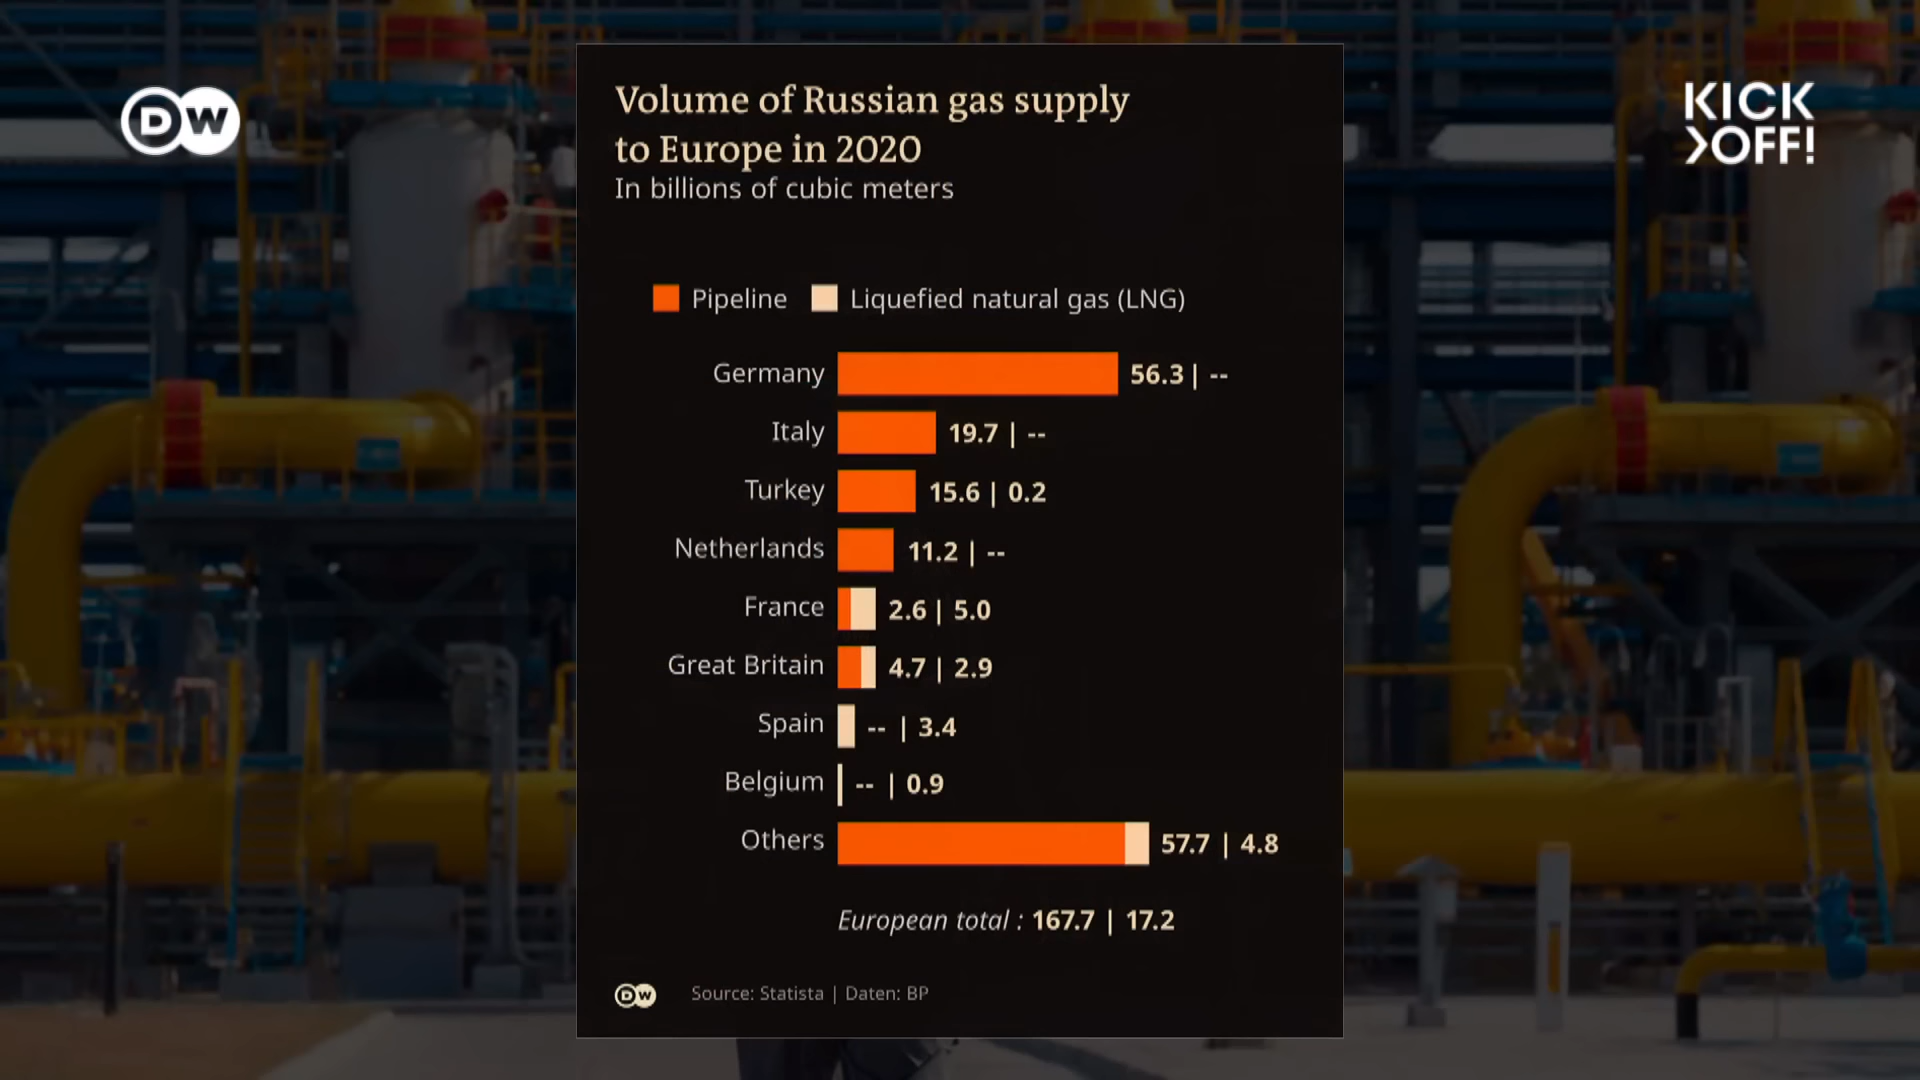 DW
KICK
OFF!
Volume of Russian gas supply
to Europe in 2020
In billions of cubic meters
Pipeline Liquefied natural gas (LNG)
Germany 56.3 | --
Italy 19.7 | --
Turkey 15.6 | 0.2
Netherlands 11.2 | --
France 2.6 | 5.0
Great Britain 4.7 | 2.9
Spain -- | 3.4
Belgium -- | 0.9
Others 57.7 | 4.8
European total : 167.7 | 17.2
DW Source: Statista | Daten: BP